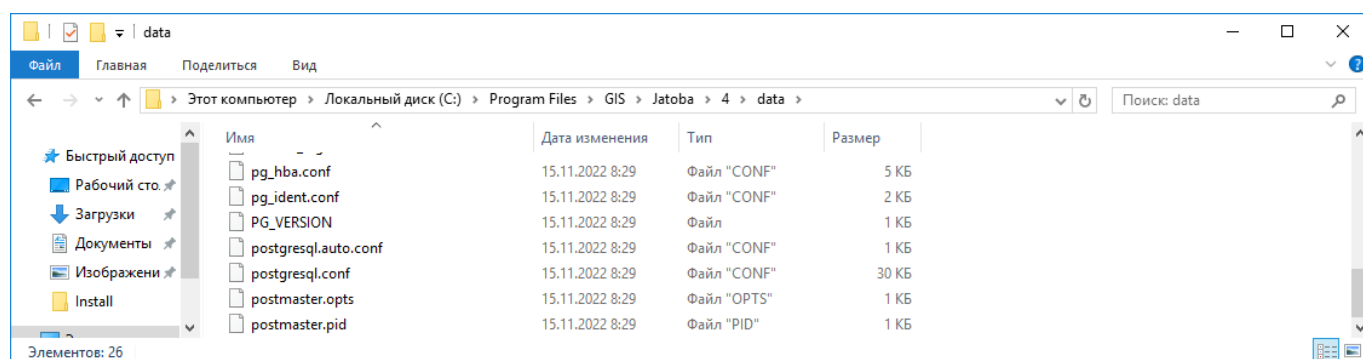 data
Файл Главная Поделиться Вид
Этот компьютер > Локальный диск (C:) > Program Files > GIS > Jatoba > 4 > data >
Поиск: data
Имя Дата изменения Тип Размер
Быстрый доступ
Рабочий сто.
Загрузки
Документы
Изображени
Install
pg_hba.conf 15.11.2022 8:29 Файл "CONF" 5 КБ
pg_ident.conf 15.11.2022 8:29 Файл "CONF" 2 КБ
PG_VERSION 15.11.2022 8:29 Файл 1 КБ
postgresql.auto.conf 15.11.2022 8:29 Файл "CONF" 1 КБ
postgresql.conf 15.11.2022 8:29 Файл "CONF" 30 КБ
postmaster.opts 15.11.2022 8:29 Файл "OPTS" 1 КБ
postmaster.pid 15.11.2022 8:29 Файл "PID" 1 КБ
Элементов: 26